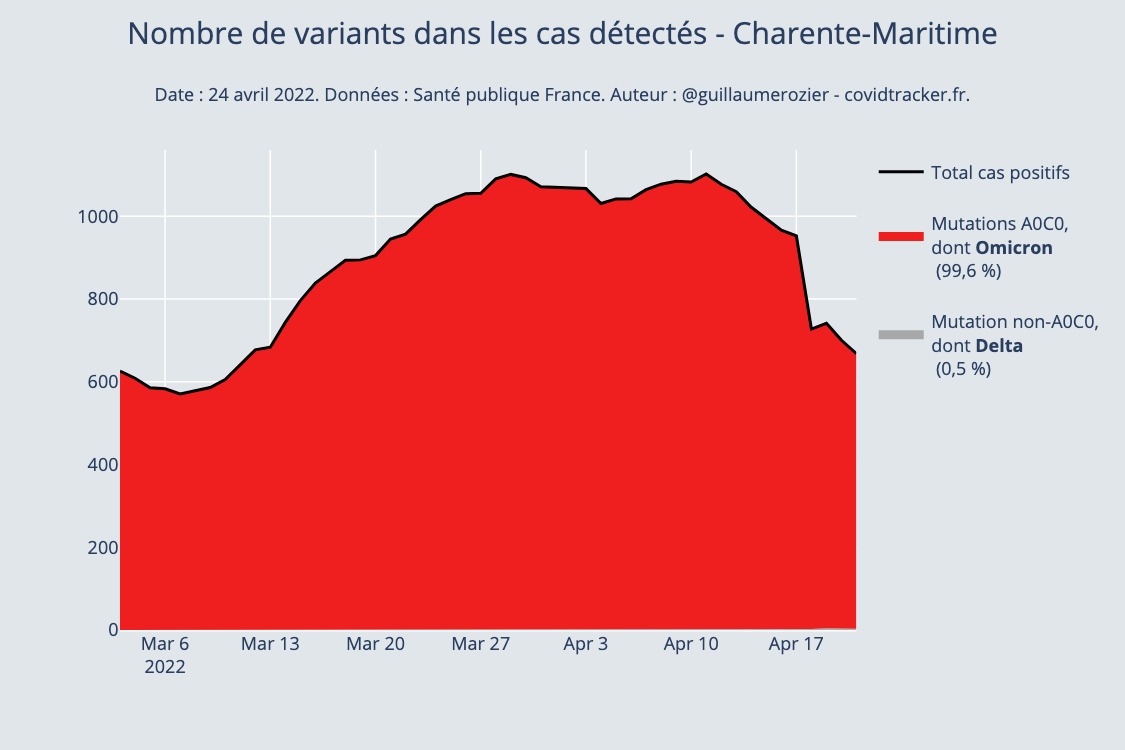 Nombre de variants dans les cas détectés - Charente-Maritime
Date : 24 avril 2022. Données : Santé publique France. Auteur : @guillaumerozier - covidtracker.fr.
Total cas positifs
Mutations A0C0,
dont Omicron
(99,6 %)
Mutation non-A0C0,
dont Delta
(0,5 %)
1000
800
600
400
200
0
Mar 6
2022
Mar 13
Mar 20
Mar 27
Apr 3
Apr 10
Apr 17